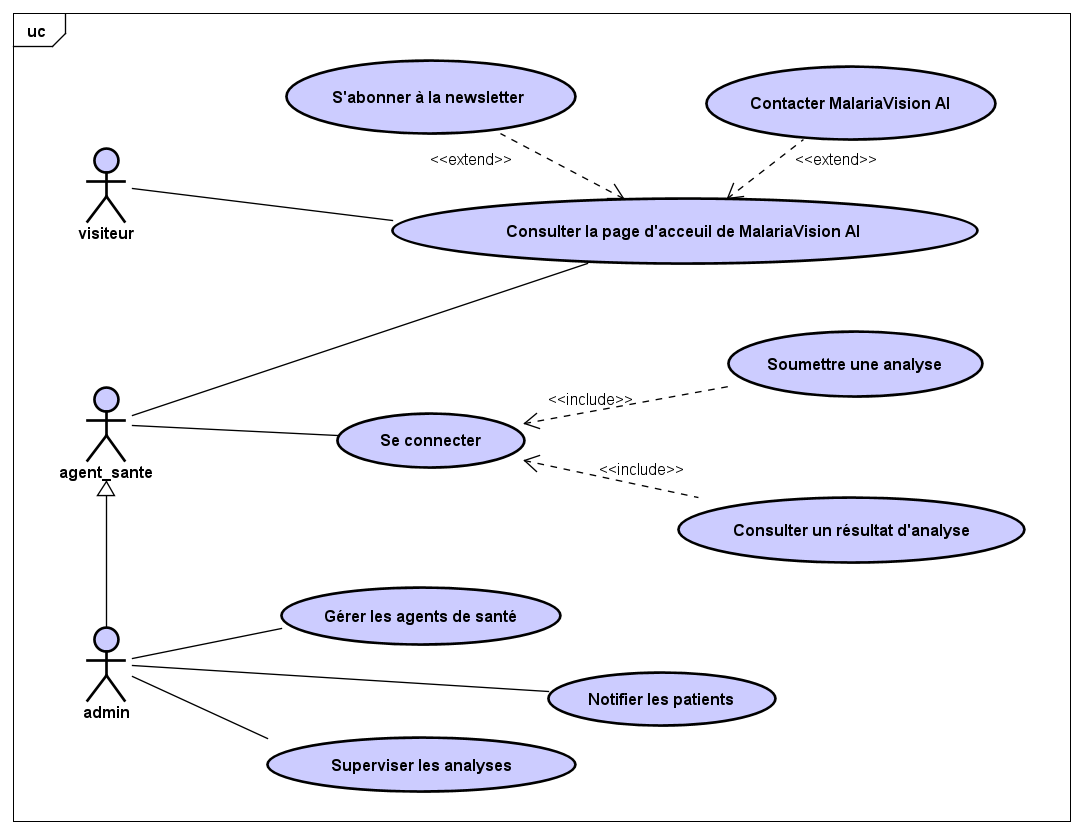 uc
S'abonner à la newsletter
Contacter MalariaVision AI
<<extend>>
<<extend>>
visiteur
Consulter la page d'acceuil de MalariaVision AI
Soumettre une analyse
<<include>>
Se connecter
agent_sante
<<include>>
Consulter un résultat d'analyse
Gérer les agents de santé
Notifier les patients
admin
Superviser les analyses